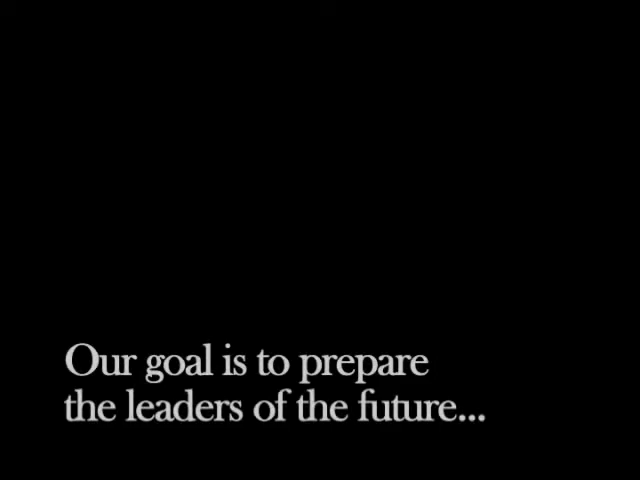 Our goal is to prepare
the leaders of the future...